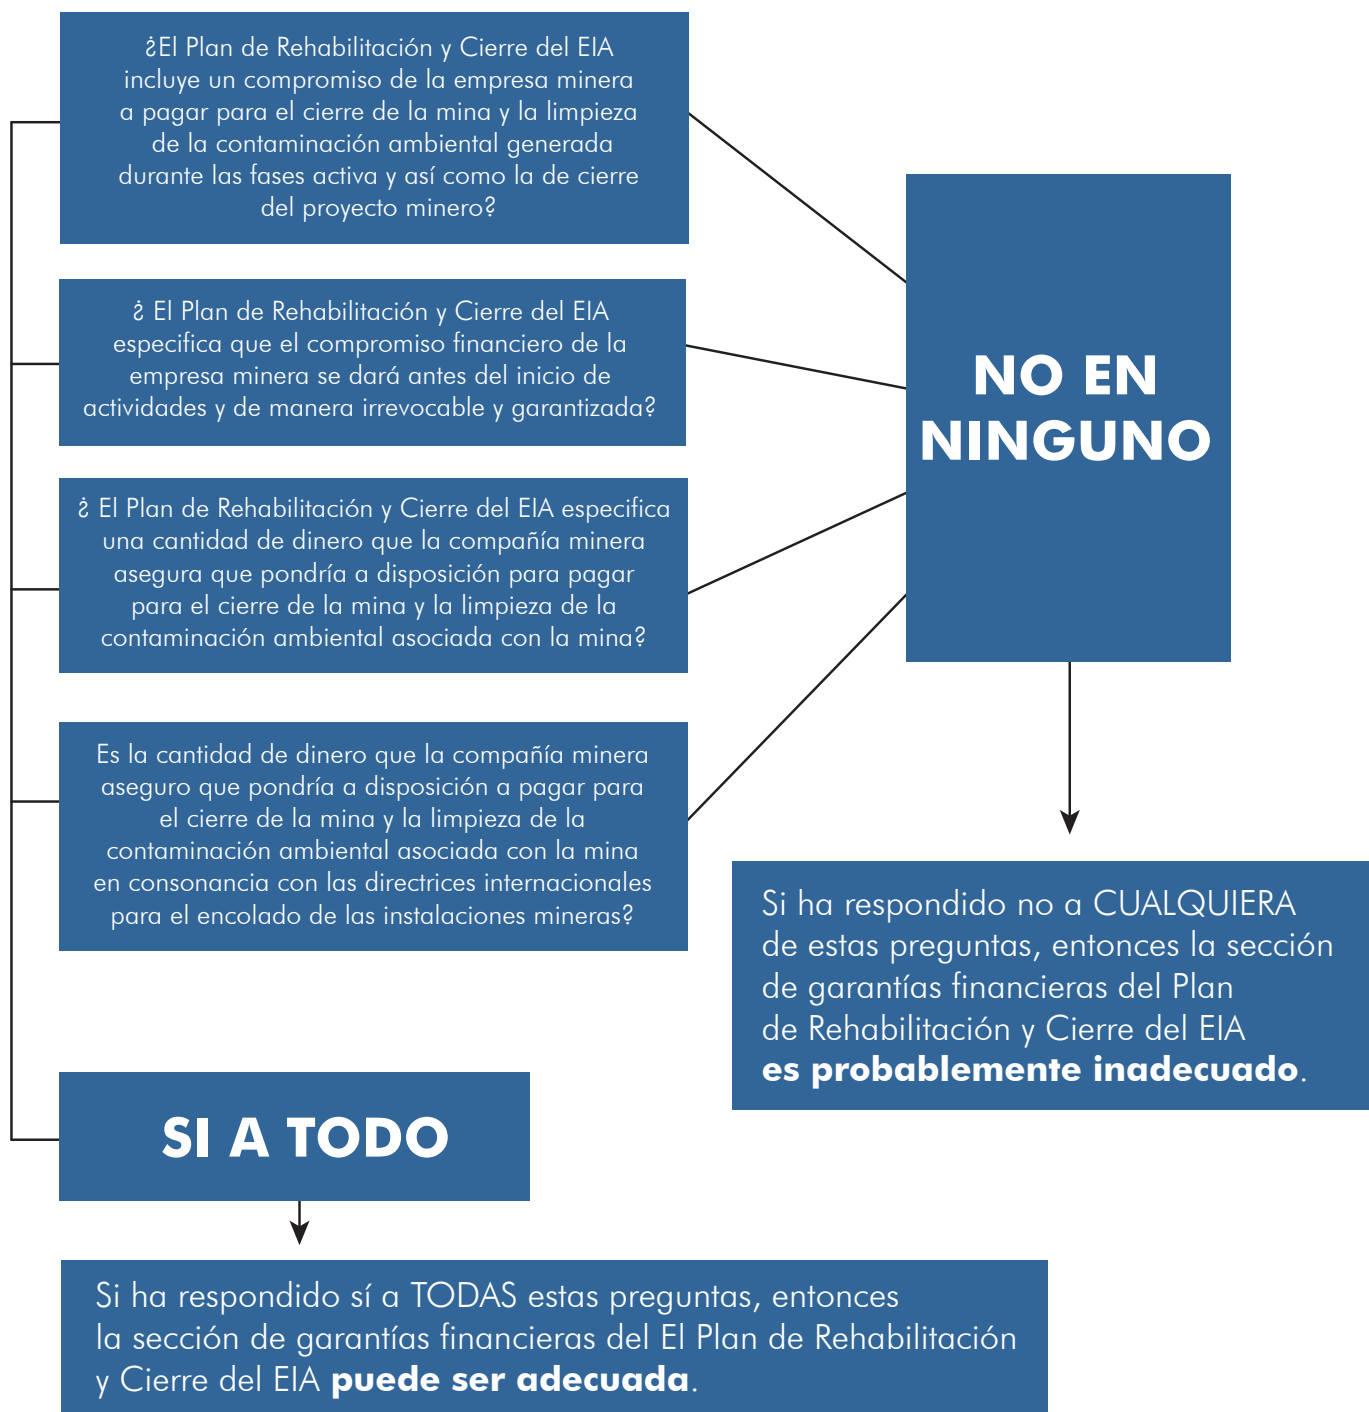 ¿El Plan de Rehabilitación y Cierre del EIA
incluye un compromiso de la empresa minera
a pagar para el cierre de la mina y la limpieza
de la contaminación ambiental generada
durante las fases activa y así como la de cierre
del proyecto minero?
¿ El Plan de Rehabilitación y Cierre del EIA
especifica que el compromiso financiero de la
empresa minera se dará antes del inicio de
actividades y de manera irrevocable y garantizada?
¿ El Plan de Rehabilitación y Cierre del EIA especifica
una cantidad de dinero que la compañía minera
asegura que pondría a disposición para pagar
para el cierre de la mina y la limpieza de la
contaminación ambiental asociada con la mina?
Es la cantidad de dinero que la compañía minera
aseguro que pondría a disposición a pagar para
el cierre de la mina y la limpieza de la
contaminación ambiental asociada con la mina
en consonancia con las directrices internacionales
para el encolado de las instalaciones mineras?
NO EN
NINGUNO
Si ha respondido no a CUALQUIERA
de estas preguntas, entonces la sección
de garantías financieras del Plan
de Rehabilitación y Cierre del EIA
es probablemente inadecuado.
SI A TODO
Si ha respondido sí a TODAS estas preguntas, entonces
la sección de garantías financieras del El Plan de Rehabilitación
y Cierre del EIA puede ser adecuada.